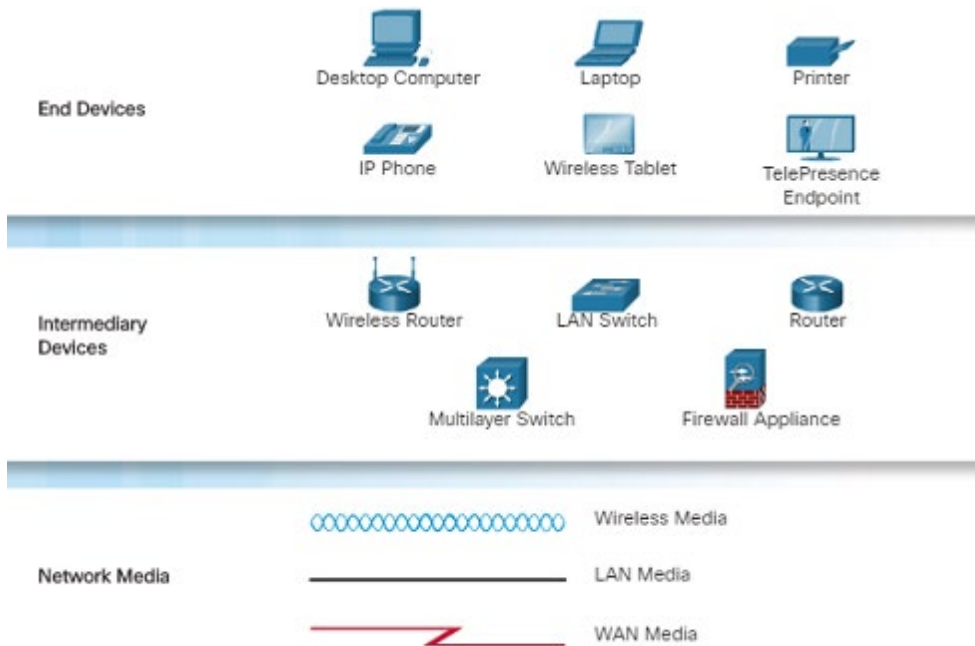 Desktop Computer
Laptop
Printer
End Devices
IP Phone
Wireless Tablet
TelePresence
Endpoint
Wireless Router
LAN Switch
Router
Intermediary
Devices
Multilayer Switch
Firewall Appliance
Wireless Media
Network Media
LAN Media
WAN Media